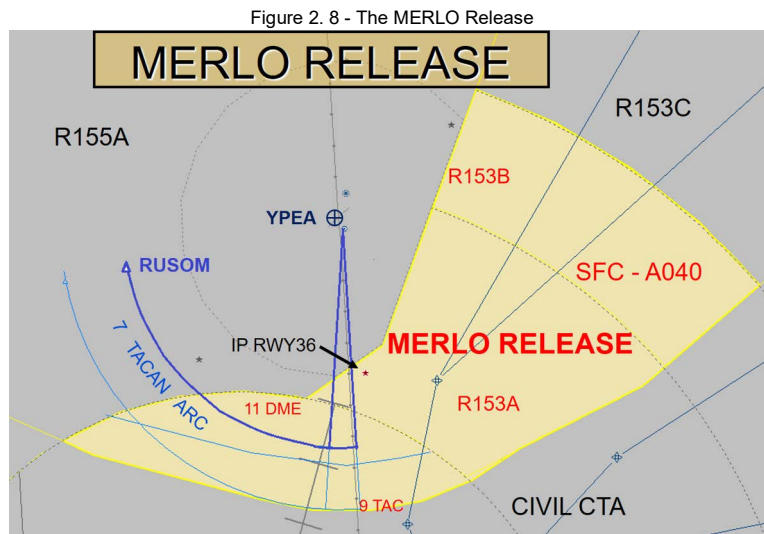 Figure 2. 8 - The MERLO Release
MERLO RELEASE
R153C
R155A
R153B
YPEA
RUSOM
SFC - A040
IP RWY36
MERLO RELEASE
7 TACAN ARC
11 DME
R153A
9 TAC
CIVIL CTA